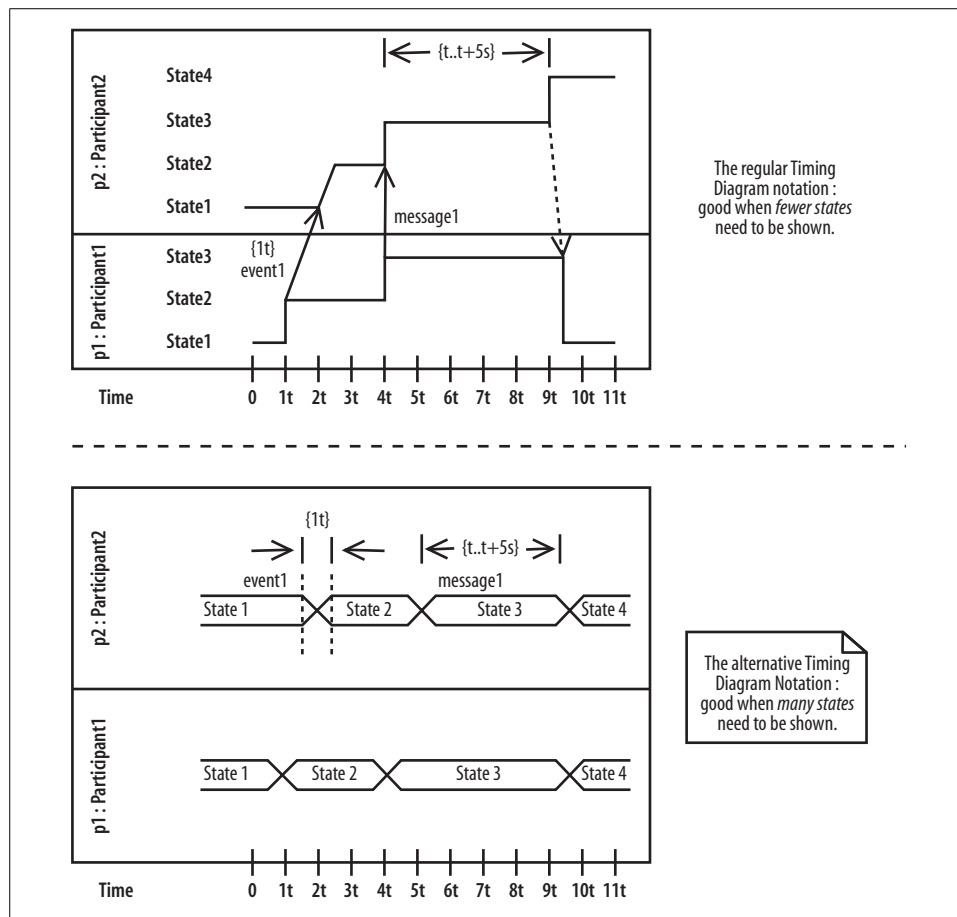 {t..t+5s}
State4
State3
State2
State1
p2 : Participant2
message1
{1t}
event1
State3
State2
State1
p1 : Participant1
Time 0 1t 2t 3t 4t 5t 6t 7t 8t 9t 10t 11t
The regular Timing
Diagram notation :
good when fewer states
need to be shown.
{1t}
{t..t+5s}
event1 message1
State 1 State 2 State 3 State 4
p2 : Participant2
State 1 State 2 State 3 State 4
p1 : Participant1
Time 0 1t 2t 3t 4t 5t 6t 7t 8t 9t 10t 11t
The alternative Timing
Diagram Notation :
good when many states
need to be shown.